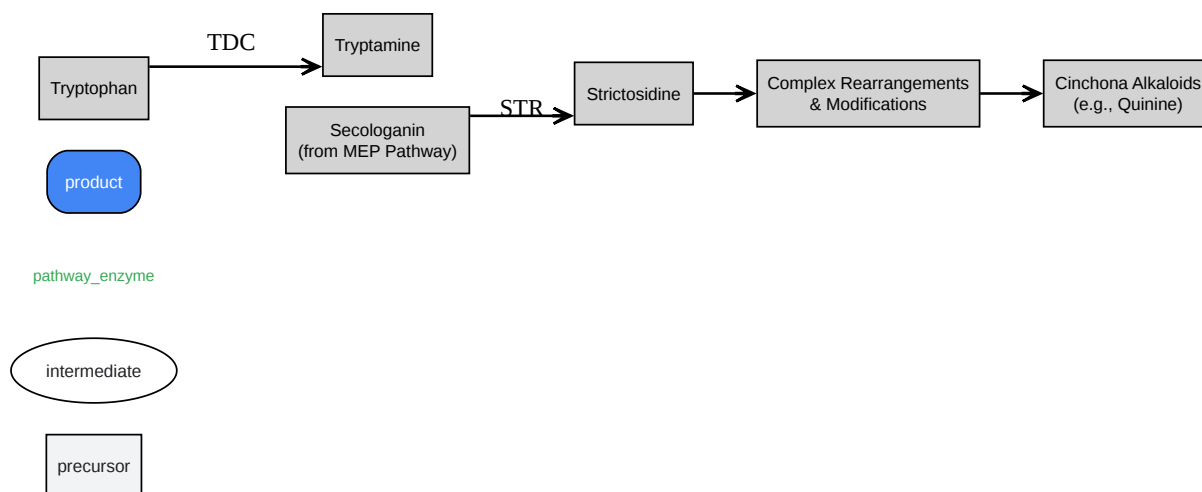 TDC
Tryptamine
Tryptophan
Secologanin
(from MEP Pathway)
STR
Strictosidine
Complex Rearrangements
& Modifications
Cinchona Alkaloids
(e.g., Quinine)
product
pathway_enzyme
intermediate
precursor